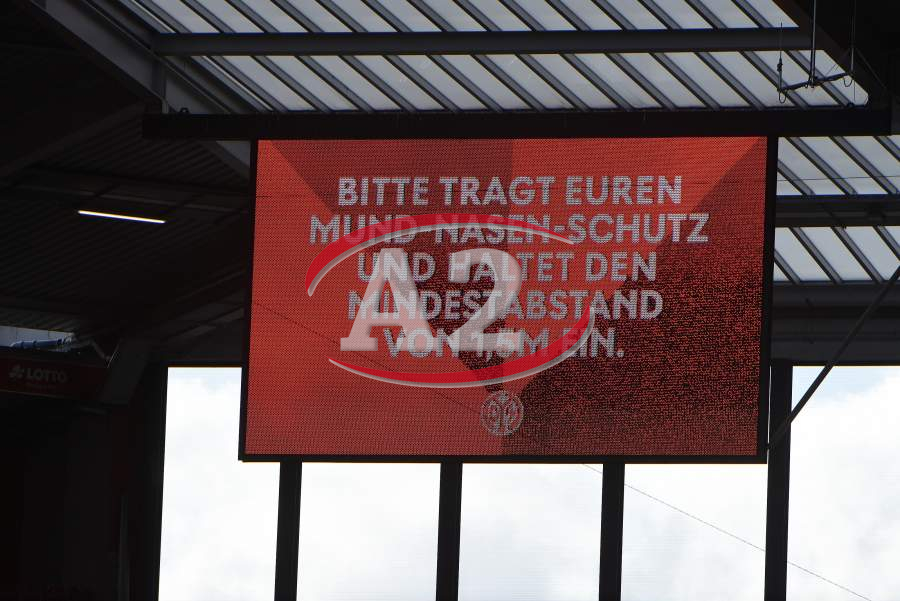 BITTE TRAGT EUREN
MUND-NASEN-SCHUTZ
UND HALTET DEN
MINDESTABSTAND
VON 1,5M EIN.
A2
LOTTO